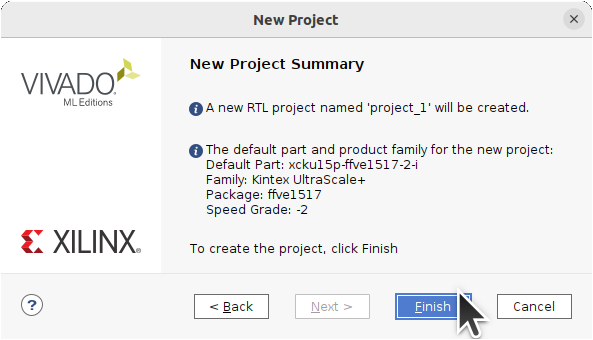 New Project
VIVADO
ML Editions
New Project Summary
A new RTL project named 'project_1' will be created.
The default part and product family for the new project:
Default Part: xcku15p-ffve1517-2-i
Family: Kintex UltraScale+
Package: ffve1517
Speed Grade: -2
XILINX
To create the project, click Finish
?
< Back
Next >
Finish
Cancel